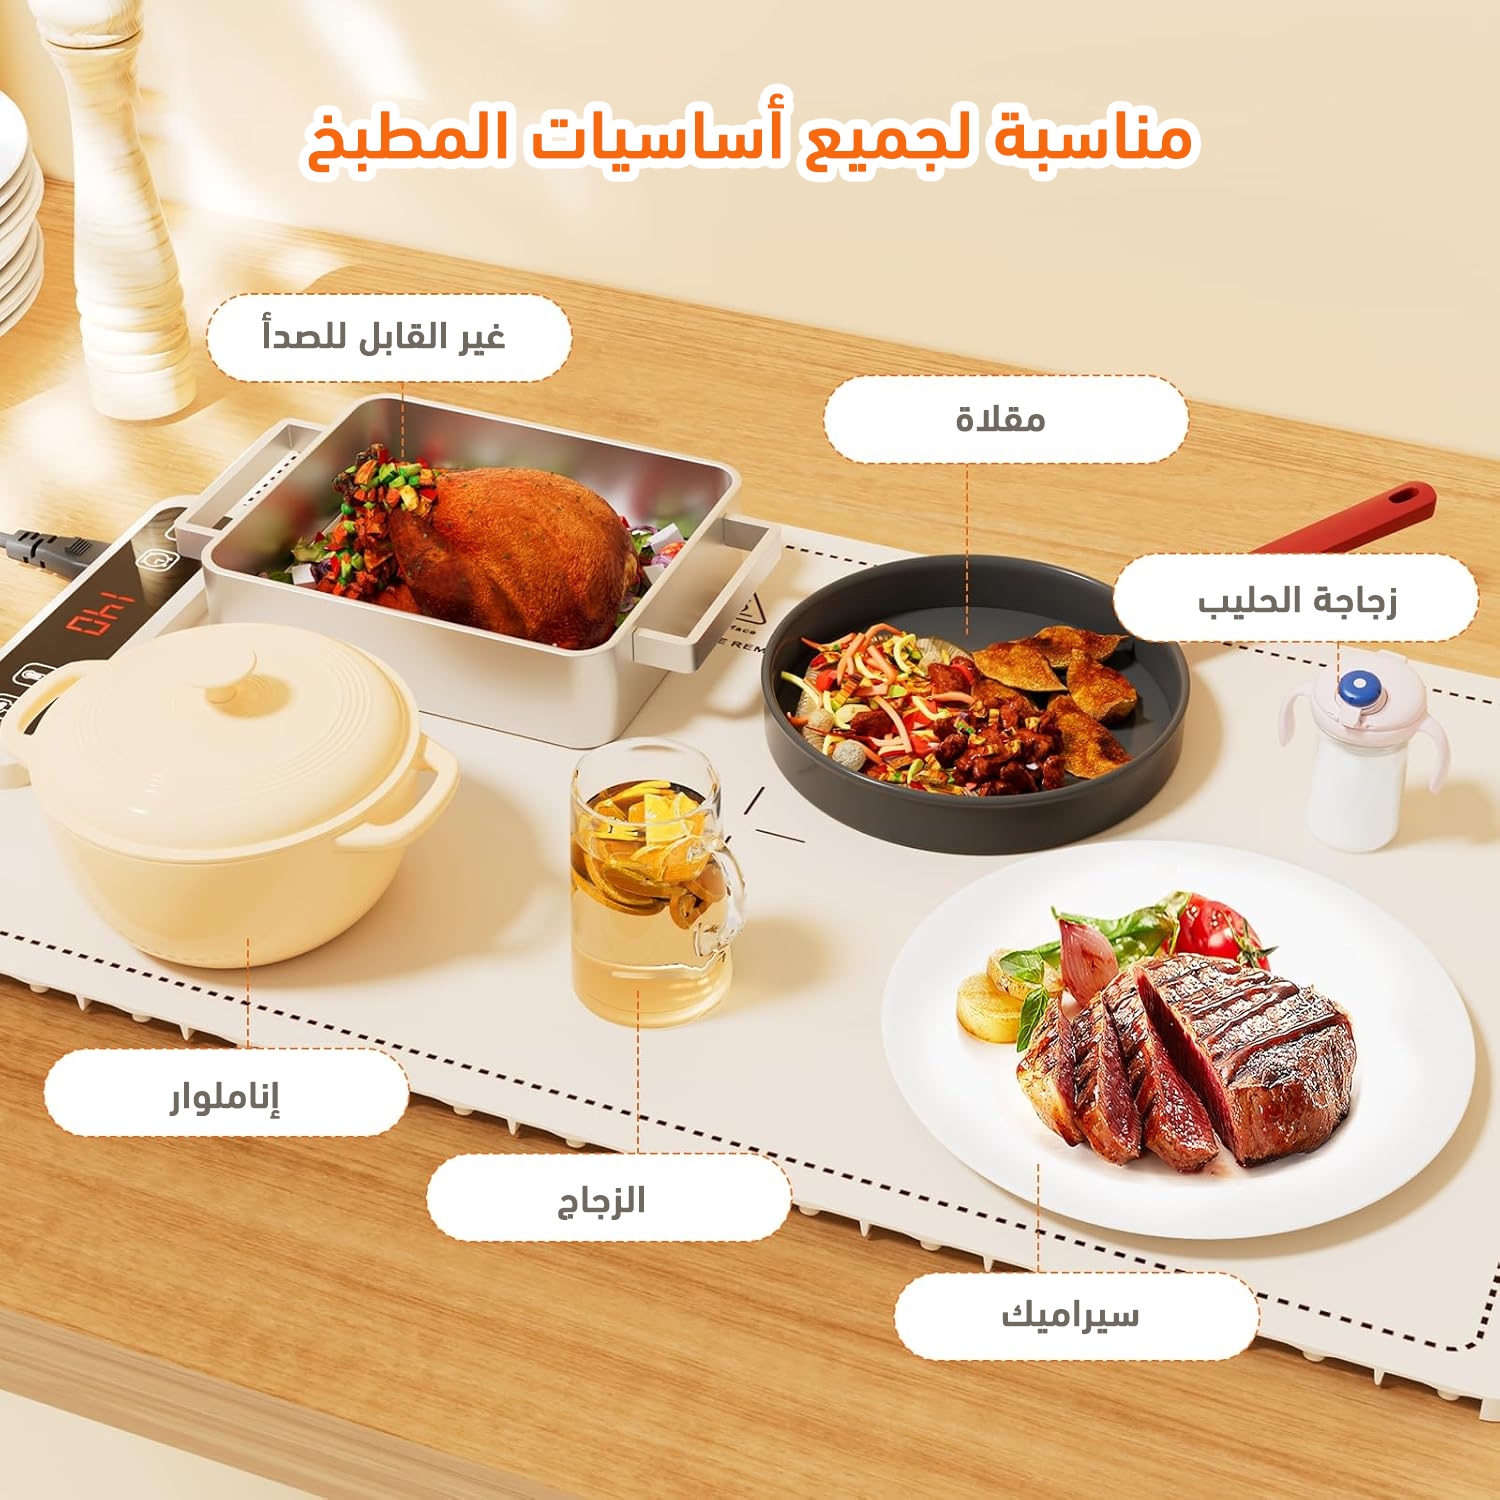 مناسبة لجميع أساسيات المطبخ
غير القابل للصدأ
مقلاة
زجاجة الحليب
إناملوار
الزجاج
سيراميك